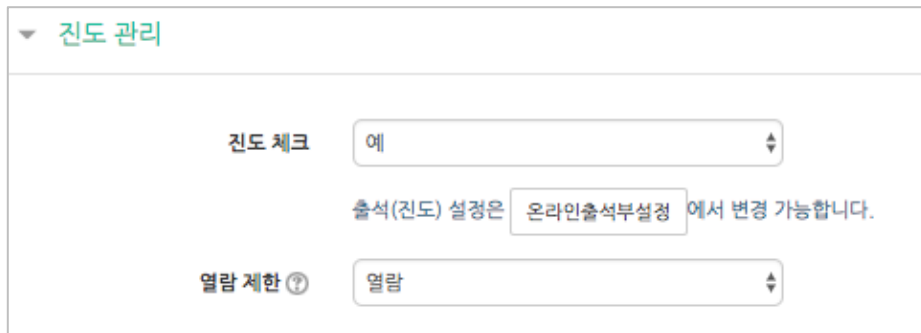 진도 관리
진도 체크 예
출석(진도) 설정은 온라인출석부설정 에서 변경 가능합니다.
열람 제한 ? 열람